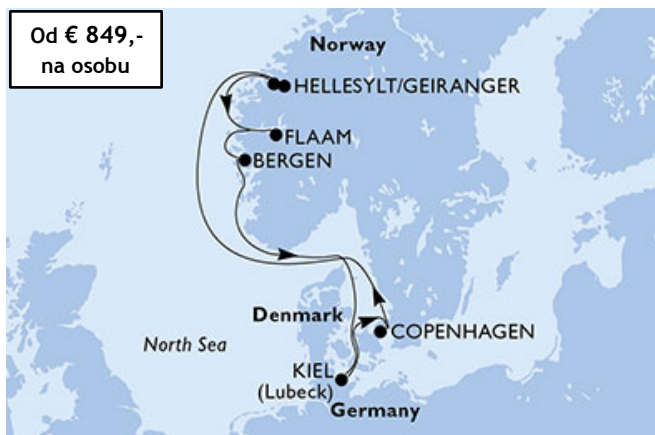 Od € 849,-
na osobu
Norway
HELLESYLT/GEIRANGER
FLAAM
BERGEN
Denmark
COPENHAGEN
North Sea
KIEL
(Lubeck)
Germany